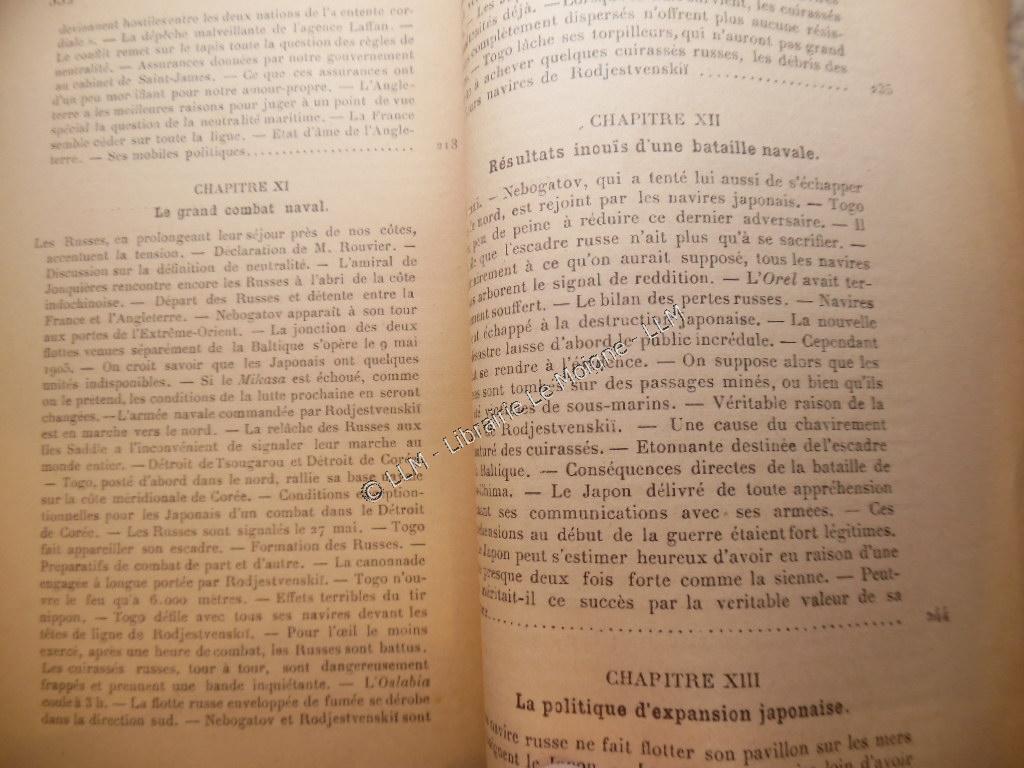 devinssent hostiles entre les deux nations de l'« entente cor-
diale ». — La dépêche malveillante de l'agence Laffan. —
Le conflit remet sur le tapis toute la question des règles de
neutralité. — Assurances données par notre gouvernement
au cabinet de Saint-James. — Ce que ces assurances ont
d'un peu mortifiant pour notre amour-propre. — L'Angle-
terre a les meilleures raisons pour juger à un point de vue
spécial la question de la neutralité maritime. — La France
semble céder sur toute la ligne. — Etat d'âme de l'Angle-
terre. — Ses mobiles politiques. 218
CHAPITRE XI
Le grand combat naval.
Les Russes, en prolongeant leur séjour près de nos côtes,
accentuent la tension. — Déclaration de M. Rouvier. —
Discussion sur la définition de neutralité. — L'amiral de
Jonquières rencontre encore les Russes à l'abri de la côte
indochinoise. — Départ des Russes et détente entre la
France et l'Angleterre. — Nebogatov apparaît à son tour
aux portes de l'Extrême-Orient. — La jonction des deux
flottes venues séparément de la Baltique s'opère le 9 mai
1905. — On croit savoir que les Japonais ont quelques
unités indisponibles. — Si le Mikasa est échoué, comme
on le prétend, les conditions de la lutte prochaine en seront
changées. — L'armée navale commandée par Rodjestvenskiï
est en marche vers le nord. — La relâche des Russes aux
îles Saddle a l'inconvénient de signaler leur marche au
monde entier. — Détroit de Tsougarou et Détroit de Corée.
— Togo, posté d'abord dans le nord, rallie sa base
sur la côte méridionale de Corée. — Conditions exception-
tionnelles pour les Japonais d'un combat dans le Détroit
de Corée. — Les Russes sont signalés le 27 mai. — Togo
fait appareiller son escadre. — Formation des Russes. —
Préparatifs de combat de part et d'autre. — La canonnade
engagée à longue portée par Rodjestvenskiï. — Togo n'ou-
vre le feu qu'à 6.000 mètres. — Effets terribles du tir
nippon. — Togo défile avec tous ses navires devant les
têtes de ligne de Rodjestvenskiï. — Pour l'œil le moins
exercé, après une heure de combat, les Russes sont battus.
Les cuirassés russes, tour à tour, sont dangereusement
frappés et prennent une bande inquiétante. — L'Oslabia
coule à 3 h. — La flotte russe enveloppée de fumée se dérobe
dans la direction sud. — Nebogatov et Rodjestvenskiï sont
déjà. — survient, les cuirassés
complètement dispersés n'offrent plus aucune résis-
Togo lâche ses torpilleurs, qui n'auront pas grand
à achever quelques cuirassés russes, les débris des
navires de Rodjestvenskiï 235
CHAPITRE XII
Résultats inouïs d'une bataille navale.
— Nebogatov, qui a tenté lui aussi de s'échapper
nord, est rejoint par les navires japonais. — Togo
peu de peine à réduire ce dernier adversaire. — Il
que l'escadre russe n'ait plus qu'à se sacrifier. —
à ce qu'on aurait supposé, tous les navires
arborent le signal de reddition. — L'Orel avait ter-
souffert. — Le bilan des pertes russes. — Navires
échappé à la destruction japonaise. — La nouvelle
laisse d'abord le public incrédule. — Cependant
se rendre à l'évidence. — On suppose alors que les
sont tombés sur des passages minés, ou bien qu'ils
de sous-marins. — Véritable raison de la
de Rodjestvenskiï. — Une cause du chavirement
des cuirassés. — Etonnante destinée de l'escadre
Baltique. — Conséquences directes de la bataille de
— Le Japon délivré de toute appréhension
ses communications avec ses armées. — Ces
au début de la guerre étaient fort légitimes.
Japon peut s'estimer heureux d'avoir eu raison d'une
presque deux fois forte comme la sienne. — Peut-
méritait-il ce succès par la veritable valeur de sa
244
CHAPITRE XIII
La politique d'expansion japonaise.
navire russe ne fait flotter son pavillon sur les mers
le Japon loin d'avoir
© LLM - Librairie Le Moigne - LLM